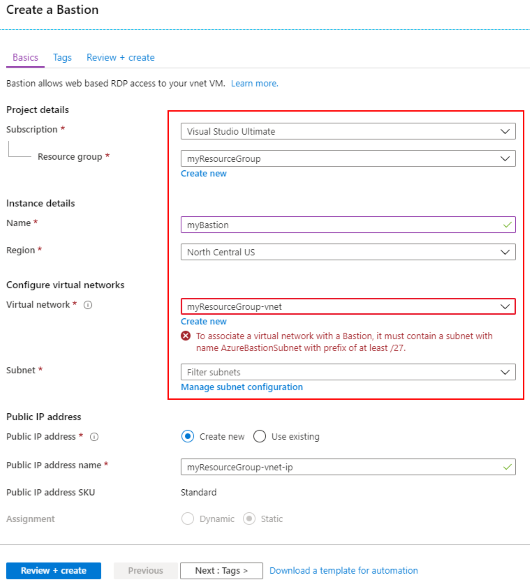 Create a Bastion
Basics Tags Review + create
Bastion allows web based RDP access to your vnet VM. Learn more.
Project details
Subscription * Visual Studio Ultimate
Resource group * myResourceGroup
Create new
Instance details
Name * myBastion
Region * North Central US
Configure virtual networks
Virtual network * myResourceGroup-vnet
Create new
To associate a virtual network with a Bastion, it must contain a subnet with
name AzureBastionSubnet with prefix of at least /27.
Subnet * Filter subnets
Manage subnet configuration
Public IP address
Public IP address * Create new Use existing
Public IP address name * myResourceGroup-vnet-ip
Public IP address SKU Standard
Assignment Dynamic Static
Review + create Previous Next : Tags > Download a template for automation